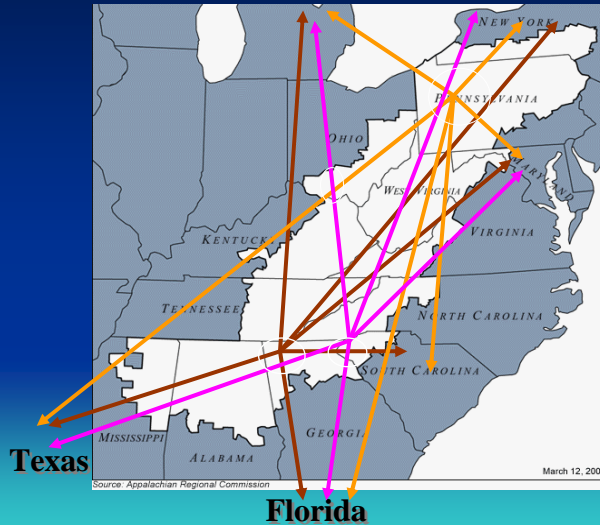 NEW YORK
PENNSYLVANIA
OHIO
MARYLAND
WEST VIRGINIA
VIRGINIA
KENTUCKY
TENNESSEE
NORTH CAROLINA
SOUTH CAROLINA
MISSISSIPPI
ALABAMA
GEORGIA
Texas
March 12, 200
Source: Appalachian Regional Commission
Florida